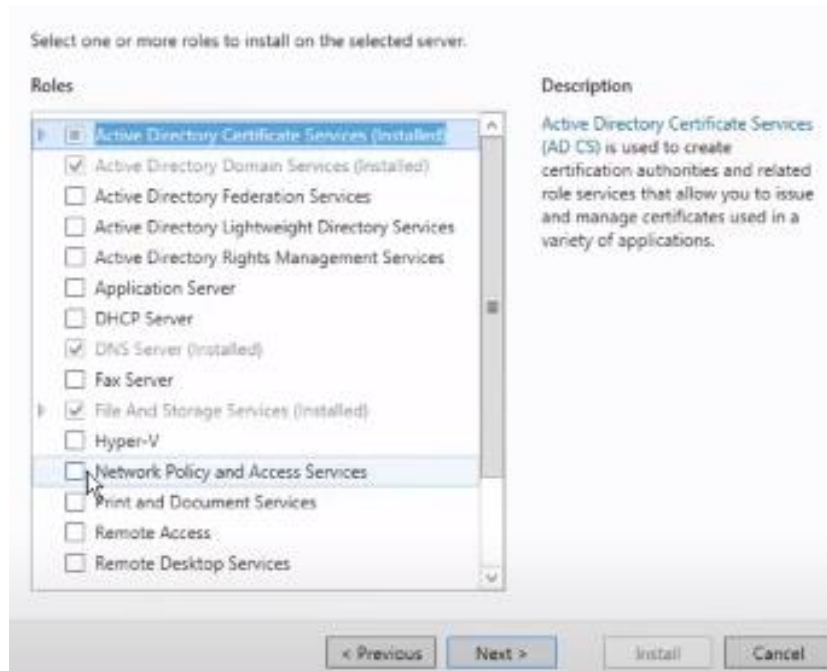 Select one or more roles to install on the selected server.
Roles
Active Directory Certificate Services (Installed)
Active Directory Domain Services (Installed)
Active Directory Federation Services
Active Directory Lightweight Directory Services
Active Directory Rights Management Services
Application Server
DHCP Server
DNS Server (Installed)
Fax Server
File And Storage Services (Installed)
Hyper-V
Network Policy and Access Services
Print and Document Services
Remote Access
Remote Desktop Services
Description
Active Directory Certificate Services
(AD CS) is used to create
certification authorities and related
role services that allow you to issue
and manage certificates used in a
variety of applications.
< Previous
Next >
Install
Cancel